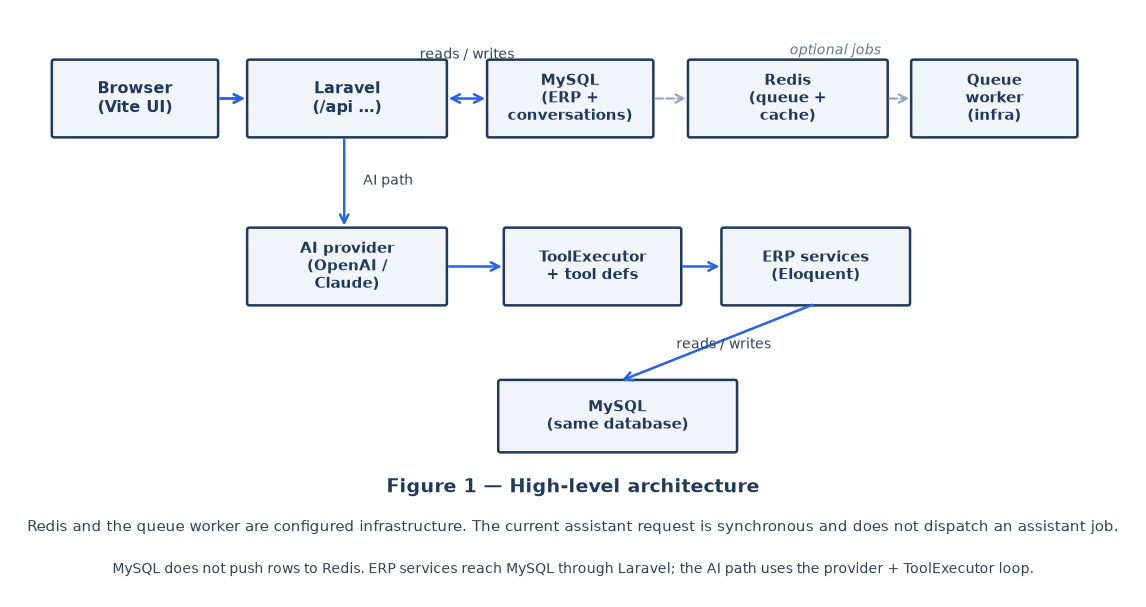 reads / writes
optional jobs
Browser
(Vite UI)
Laravel
(/api ...)
MySQL
(ERP +
conversations)
Redis
(queue +
cache)
Queue
worker
(infra)
AI path
AI provider
(OpenAI /
Claude)
ToolExecutor
+ tool defs
ERP services
(Eloquent)
reads / writes
MySQL
(same database)
Figure 1 — High-level architecture
Redis and the queue worker are configured infrastructure. The current assistant request is synchronous and does not dispatch an assistant job.
MySQL does not push rows to Redis. ERP services reach MySQL through Laravel; the AI path uses the provider + ToolExecutor loop.